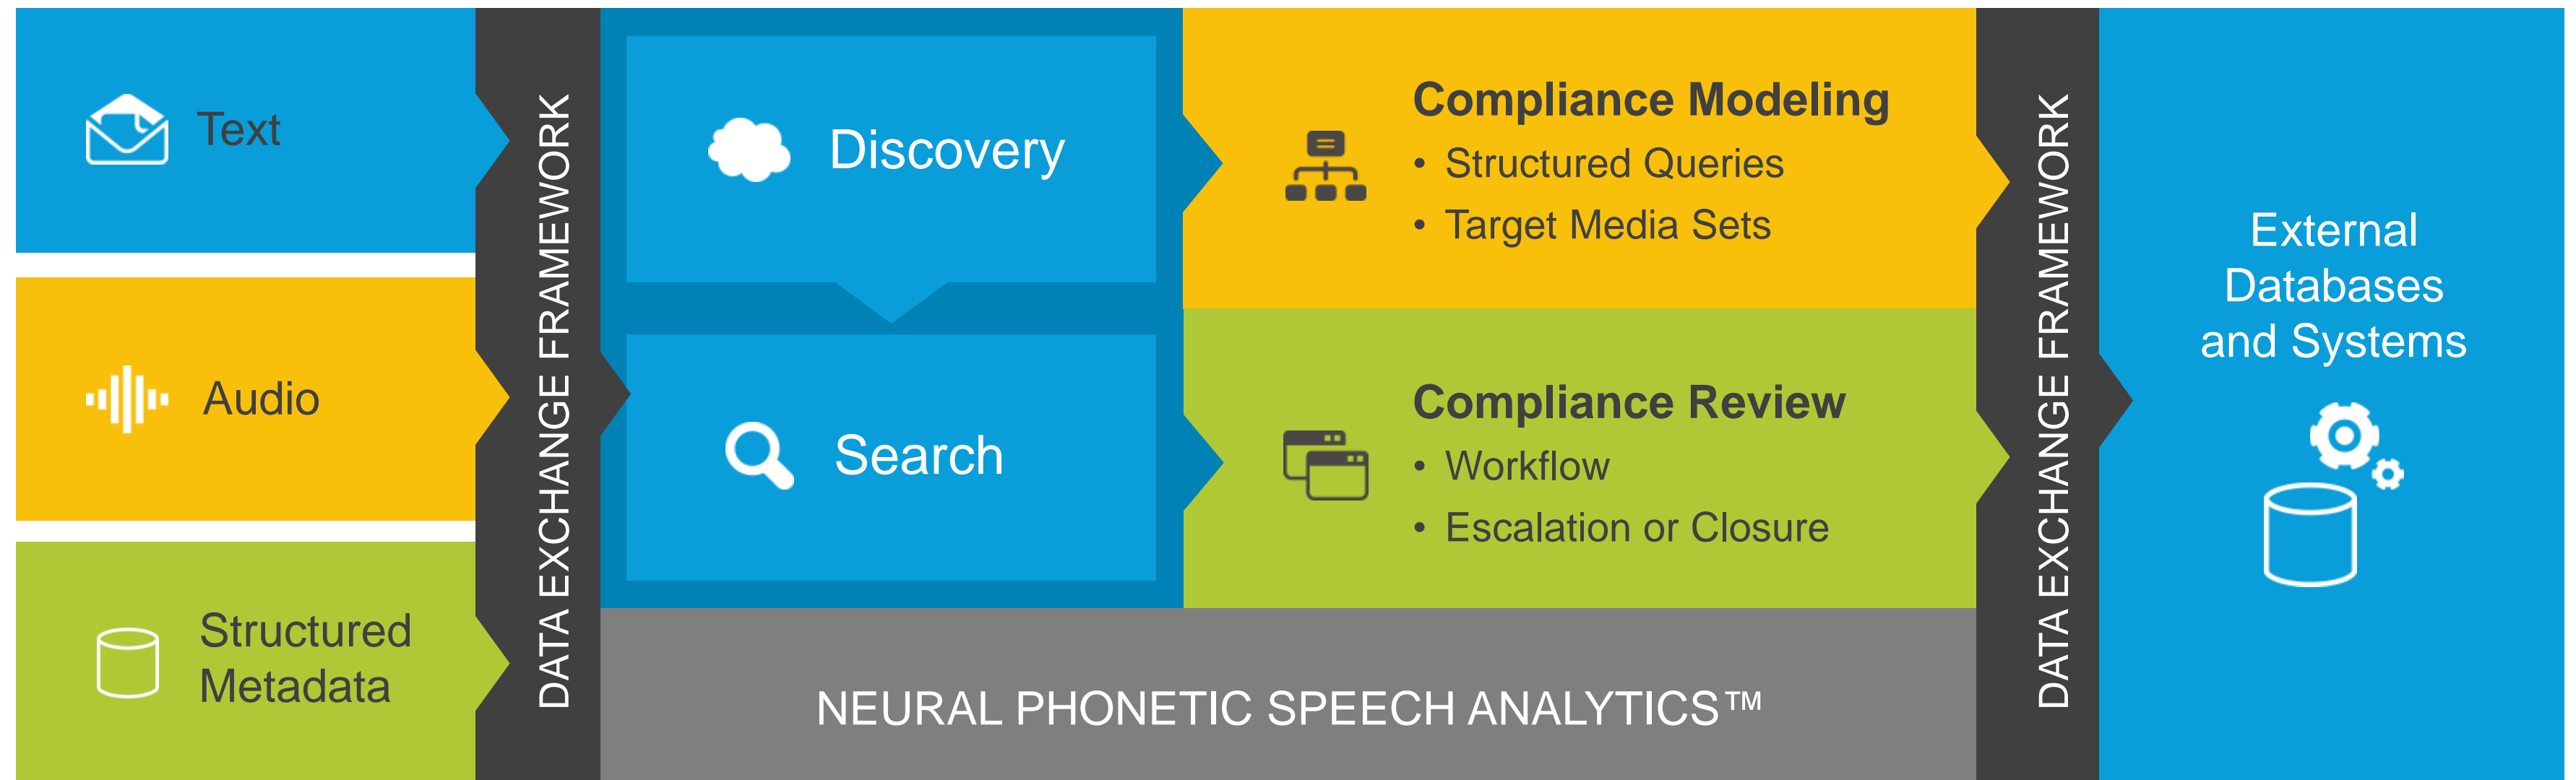 Text
Audio
Structured
Metadata
DATA EXCHANGE FRAMEWORK
Discovery
Search
Compliance Modeling
• Structured Queries
• Target Media Sets
Compliance Review
• Workflow
• Escalation or Closure
NEURAL PHONETIC SPEECH ANALYTICS™
DATA EXCHANGE FRAMEWORK
External
Databases
and Systems